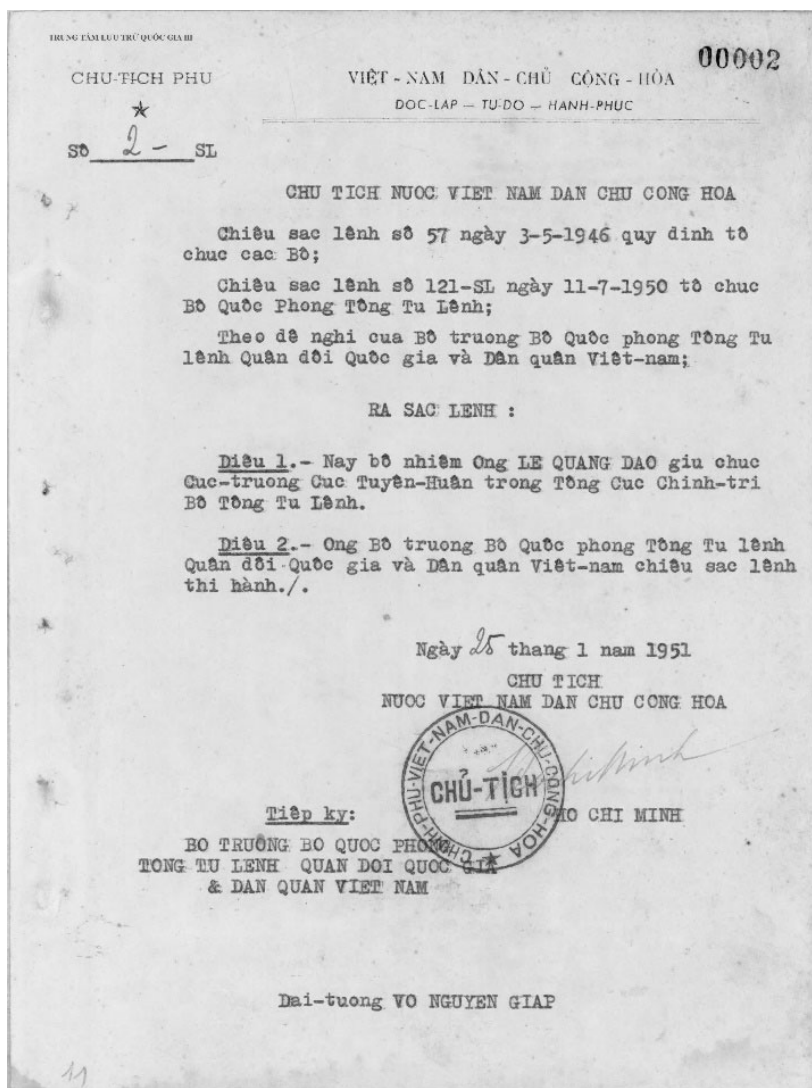 TRUNG TÂM LƯU TRỮ QUỐC GIA III
00002
CHU-TICH PHU
VIỆT - NAM DÂN - CHỦ CỘNG - HÒA
DOC-LAP — TU-DO — HANH-PHUC
Sô 2 - SL
CHU TICH NUOC VIET NAM DAN CHU CONG HOA
Chiêu sac lênh sô 57 ngày 3-5-1946 quy dinh tô
chuc cac Bô;
Chiêu sac lênh sô 121-SL ngày 11-7-1950 tô chuc
Bô Quôc Phong Tông Tu Lênh;
Theo dê nghi cua Bô truong Bô Quôc phong Tông Tu
lênh Quân dôi Quôc gia và Dân quân Viêt-nam;
RA SAC LENH :
Diêu 1.- Nay bô nhiêm Ong LE QUANG DAO giu chuc
Cuc-truong Cuc Tuyên-Huân trong Tông Cuc Chinh-tri
Bô Tông Tu Lênh.
Diêu 2.- Ong Bô truong Bô Quôc phong Tông Tu lênh
Quân dôi Quôc gia và Dân quân Viêt-nam chiêu sac lênh
thi hành./.
Ngày 25 thang 1 nam 1951
CHU TICH
NUOC VIET NAM DAN CHU CONG HOA
CHINH-PHU-VIET-NAM-DAN-CHU-CONG-HOA
CHỦ-TỊCH
Tiêp ky:
HO CHI MINH
BO TRUONG BO QUOC PHONG
TONG TU LENH QUAN DOI QUOC GIA
& DAN QUAN VIET NAM
Dai-tuong VO NGUYEN GIAP